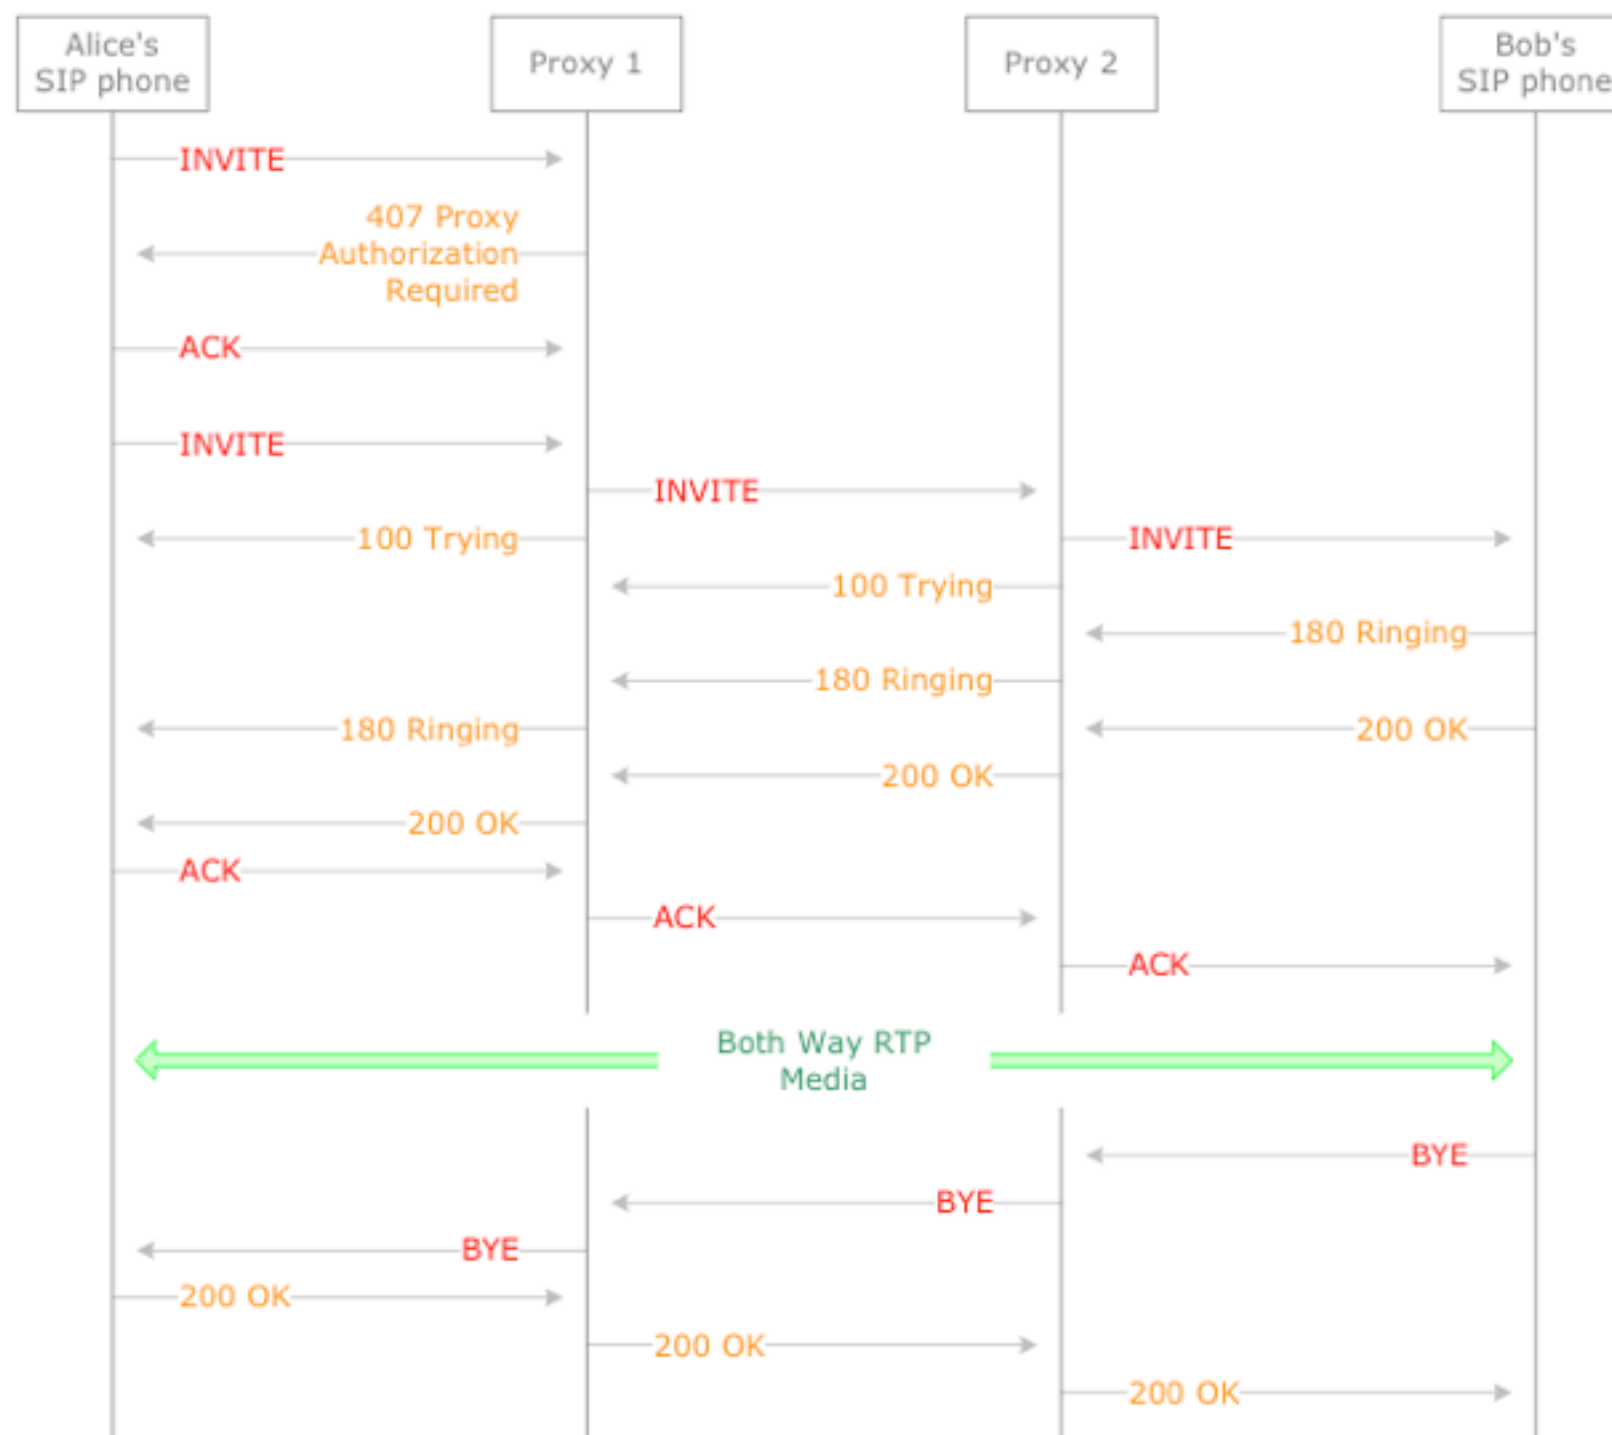 Alice's
SIP phone
Proxy 1
Proxy 2
Bob's
SIP phone
INVITE
407 Proxy
Authorization
Required
ACK
INVITE
INVITE
100 Trying
INVITE
100 Trying
180 Ringing
180 Ringing
180 Ringing
200 OK
200 OK
200 OK
ACK
ACK
ACK
Both Way RTP
Media
BYE
BYE
BYE
200 OK
200 OK
200 OK